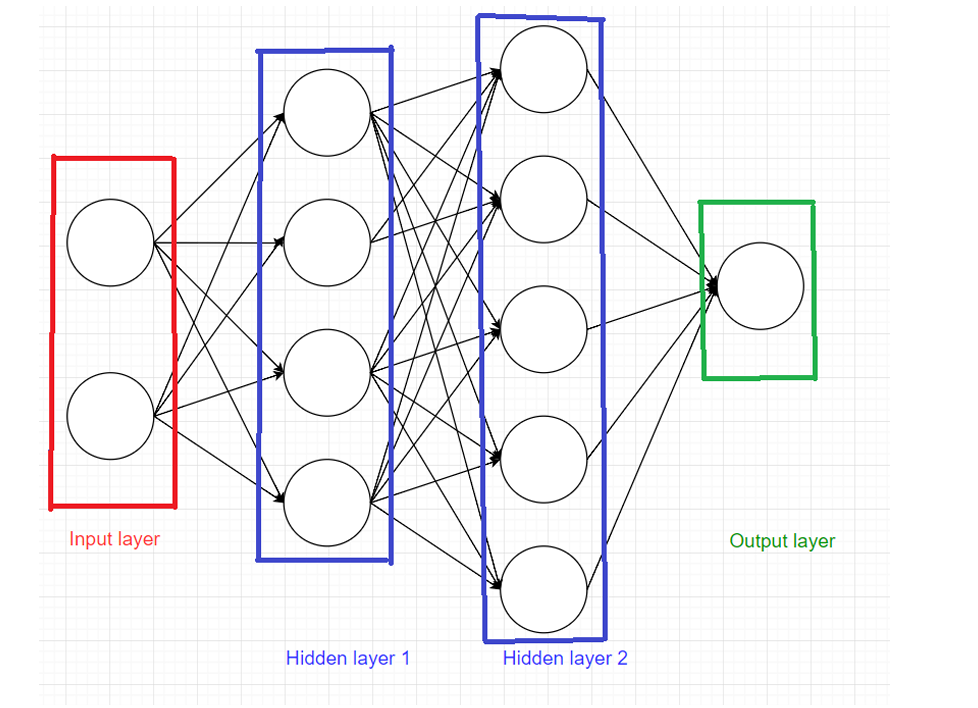 Input layer
Output layer
Hidden layer 1
Hidden layer 2